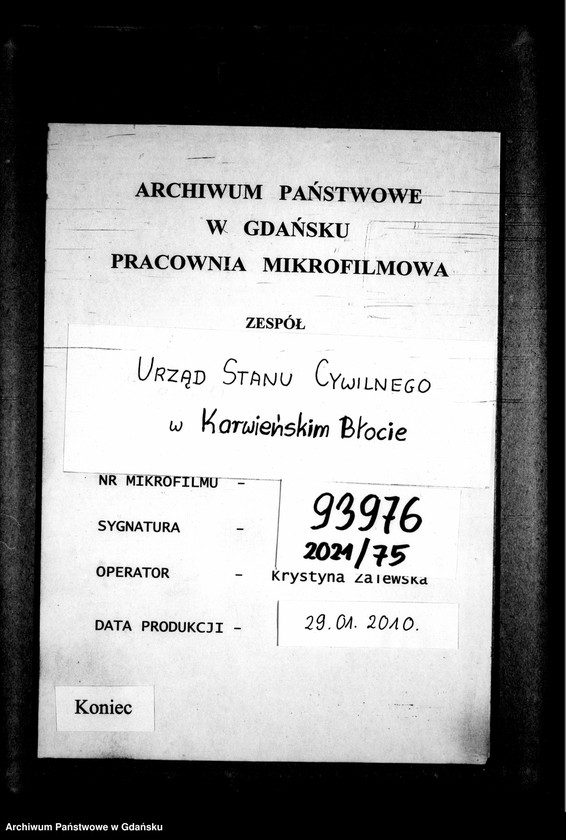 ARCHIWUM PAŃSTWOWE
W GDAŃSKU
PRACOWNIA MIKROFILMOWA
ZESPÓŁ
URZĄD STANU CYWILNEGO
w Karwieńskim Błocie
NR MIKROFILMU - 93976
SYGNATURA - 2021/75
OPERATOR - Krystyna Zalewska
DATA PRODUKCJI - 29.01.2010.
Koniec
Archiwum Państwowe w Gdańsku